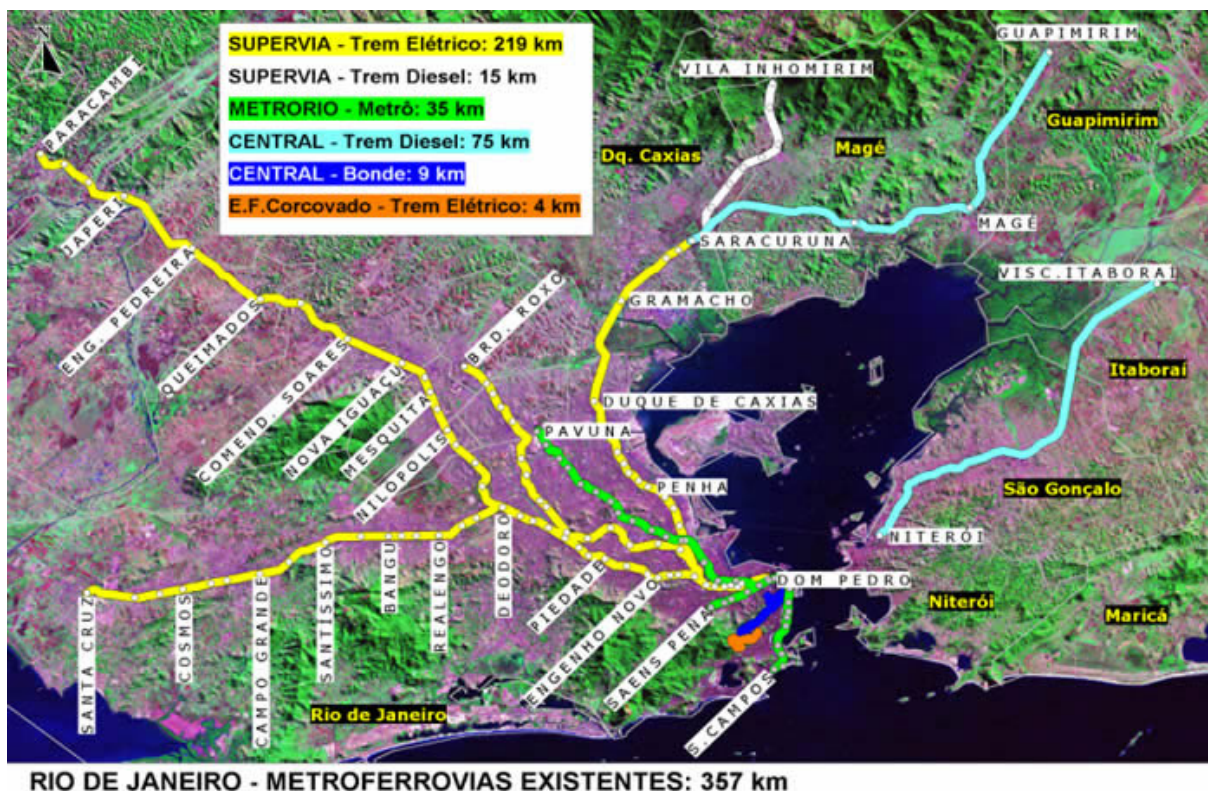 N
SUPERVIA - Trem Elétrico: 219 km
SUPERVIA - Trem Diesel: 15 km
METRORIO - Metrô: 35 km
CENTRAL - Trem Diesel: 75 km
CENTRAL - Bonde: 9 km
E.F.Corcovado - Trem Elétrico: 4 km
GUAPIMIRIM
VILA INHOMIRIM
Guapimirim
Dq. Caxias
Magé
PARACAMBI
JAPERI
ENG. PEDREIRA
QUEIMADOS
COMEND. SOARES
NOVA IGUAÇU
MESQUITA
NILOPOLIS
BRD. ROXO
SARACURUNA
MAGÉ
VISC.ITABORAÍ
GRAMACHO
Itaboraí
DUQUE DE CAXIAS
PAVUNA
PENHA
São Gonçalo
NITERÓI
DOM PEDRO
Niterói
Maricá
SANTA CRUZ
COSMOS
CAMPO GRANDE
SANTISSIMO
BANGU
REALENGO
DEODORO
PIEDADE
ENGENHO NOVO
SAENS PENA
S.CAMPOS
Rio de Janeiro
RIO DE JANEIRO - METROFERROVIAS EXISTENTES: 357 km